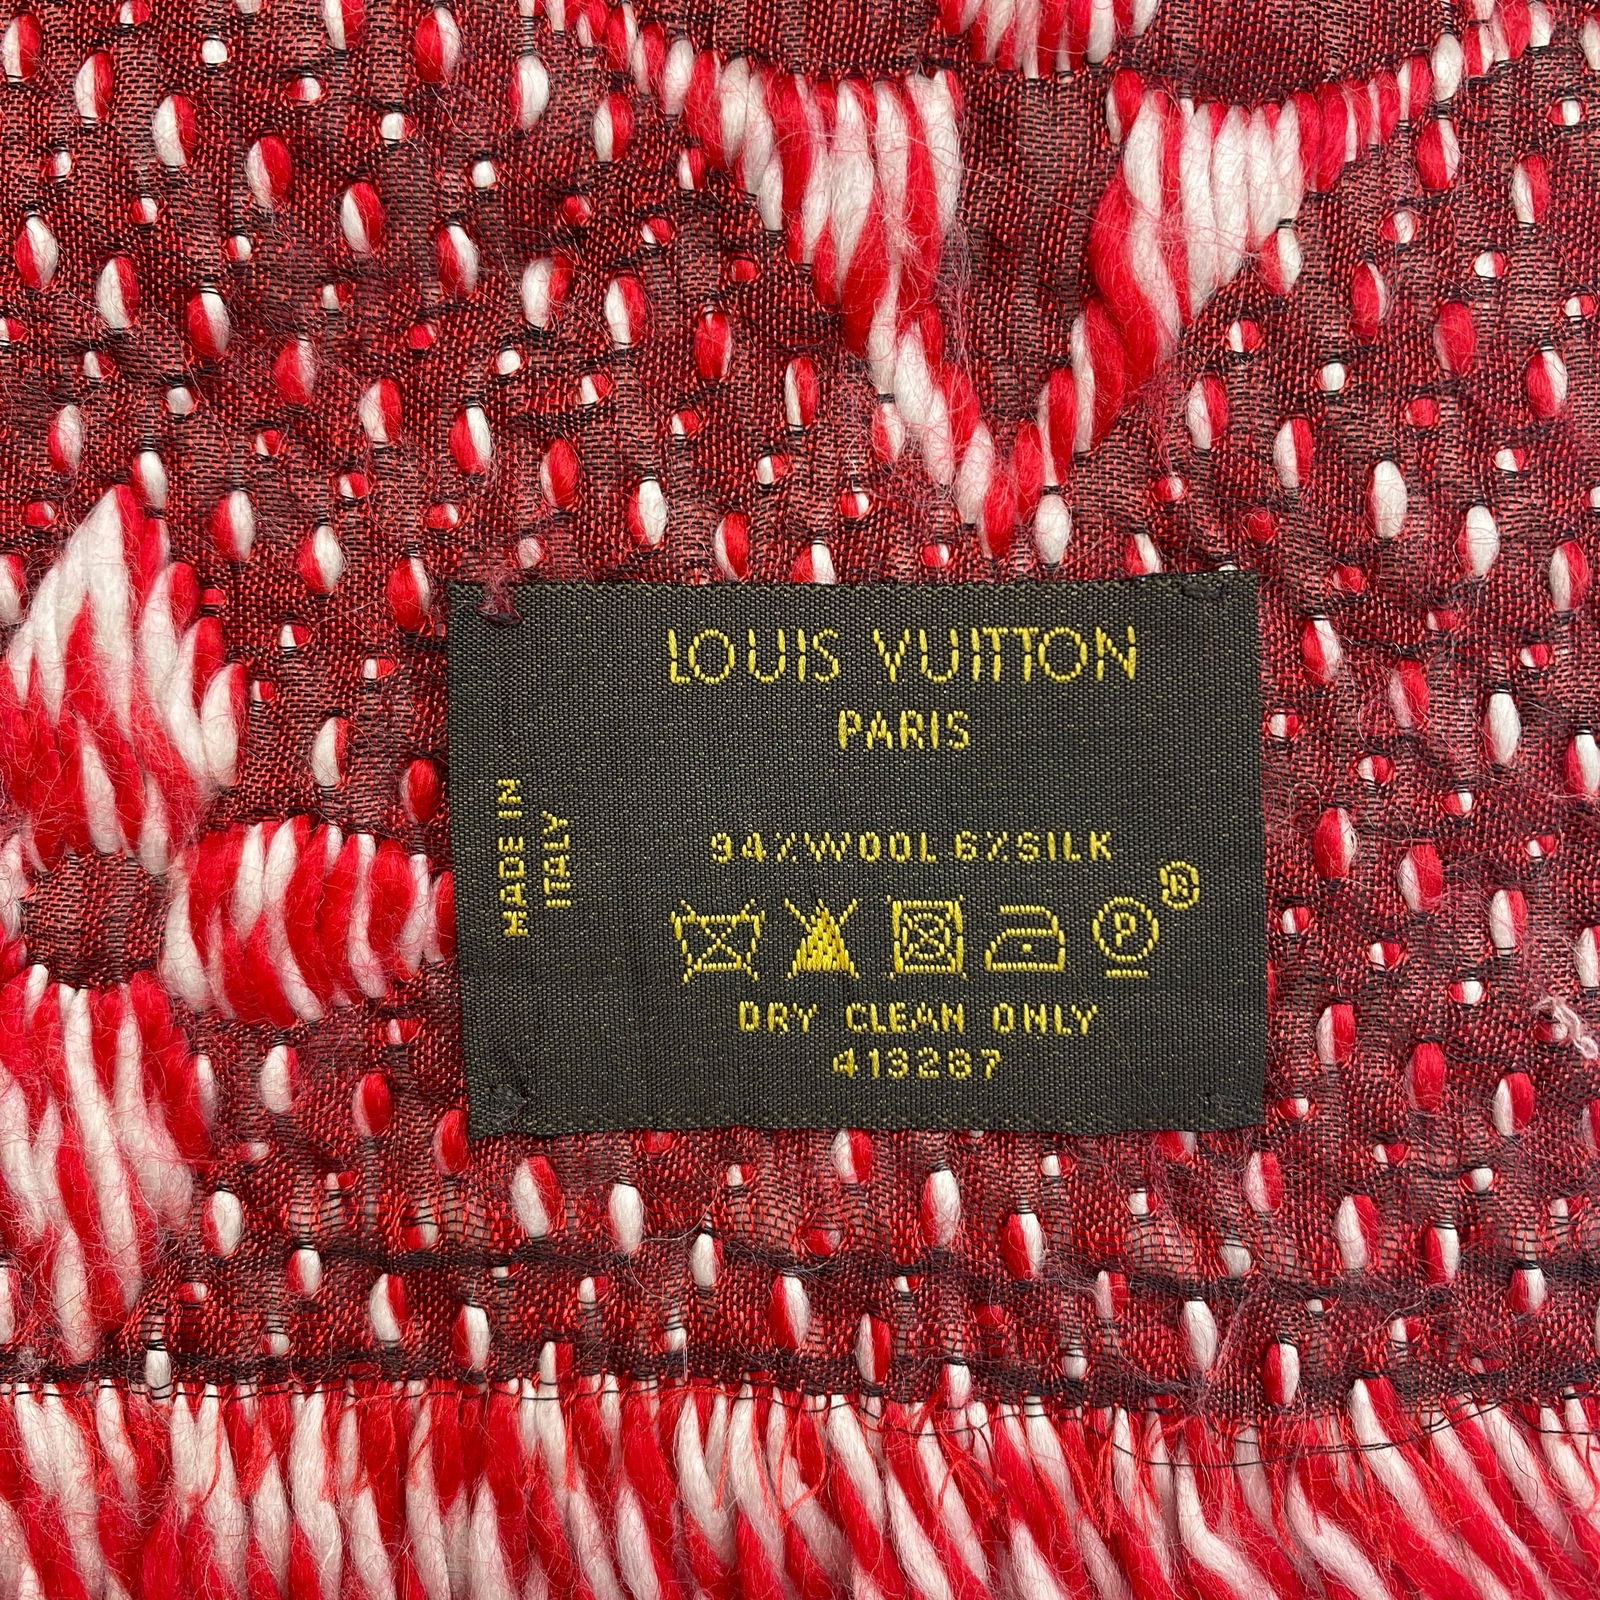 LOUIS VUITTON
PARIS
MADE IN
ITALY
94%WOOL 6%SILK
P
®
DRY CLEAN ONLY
413287